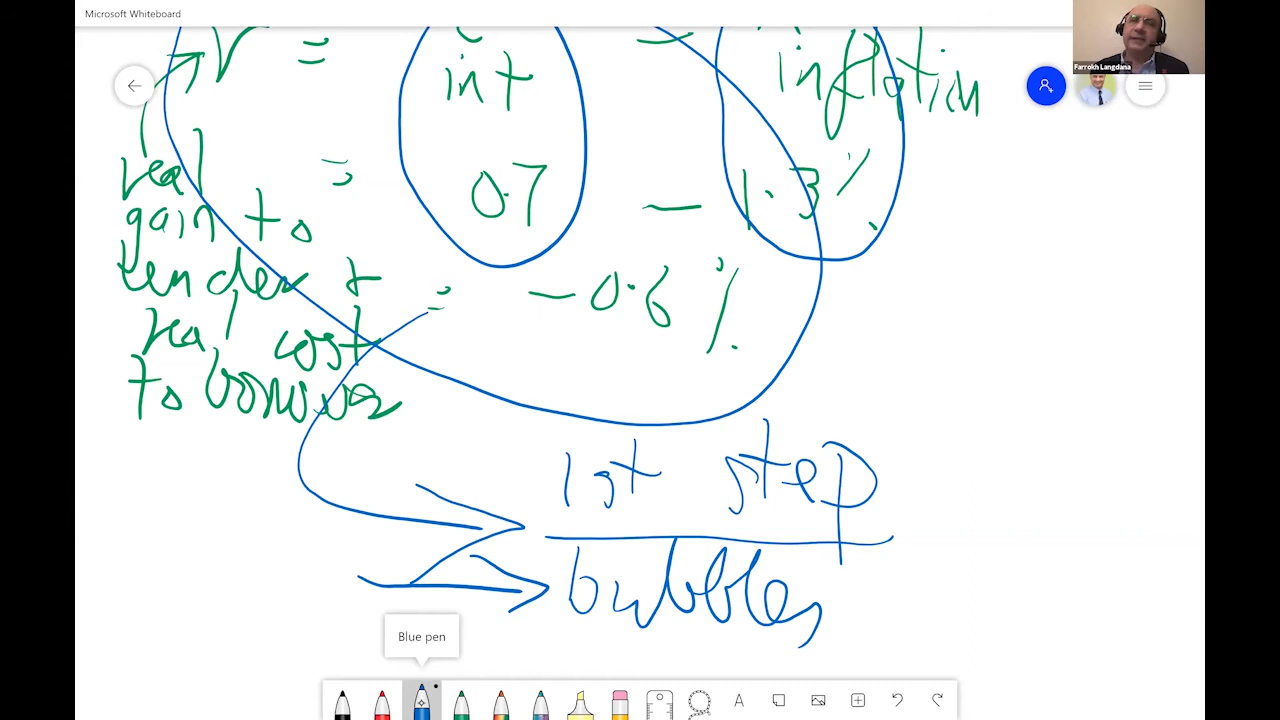 Microsoft Whiteboard
Farrokh Langdana
r = i -
int inflation
real = 0.7 - 1.3%
gain to
lender +
= -0.6%
real cost
to borrower
1st step
bubbles
Blue pen
A